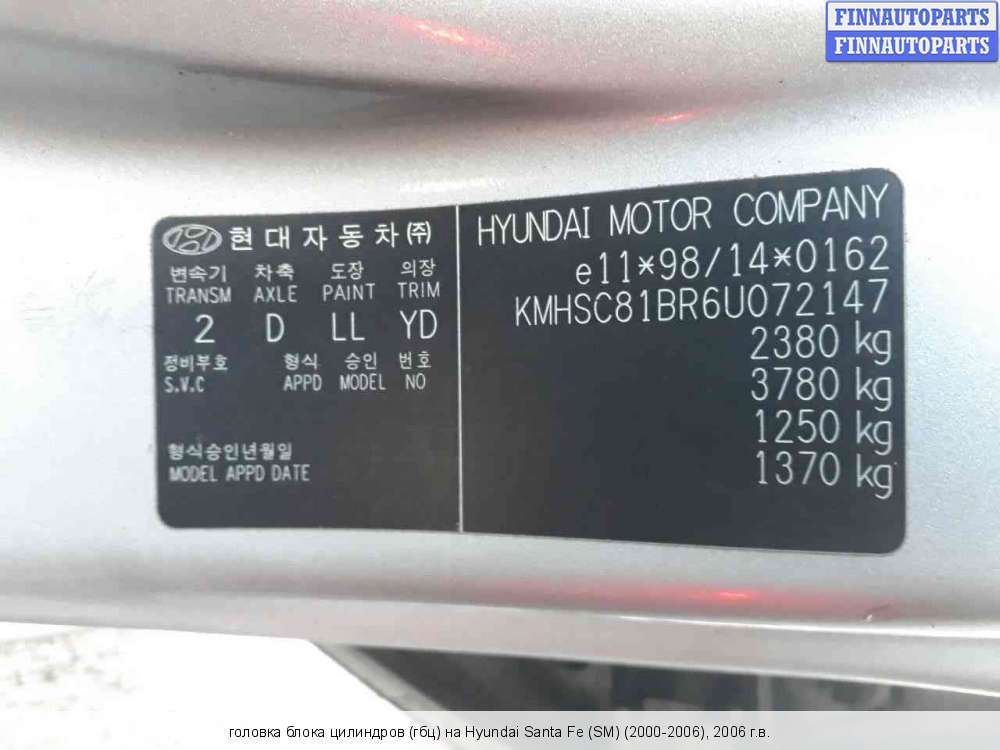 FINNAUTOPARTS
FINNAUTOPARTS
현대자동차㈜
변속기 차축 도장 의장
TRANSM AXLE PAINT TRIM
2 D LL YD
정비부호 형식 승인 번호
S.V.C APPD MODEL NO
형식승인년월일
MODEL APPD DATE
HYUNDAI MOTOR COMPANY
e11*98/14*0162
KMHSC81BR6U072147
2380 kg
3780 kg
1250 kg
1370 kg
головка блока цилиндров (гбц) на Hyundai Santa Fe (SM) (2000-2006), 2006 г.в.